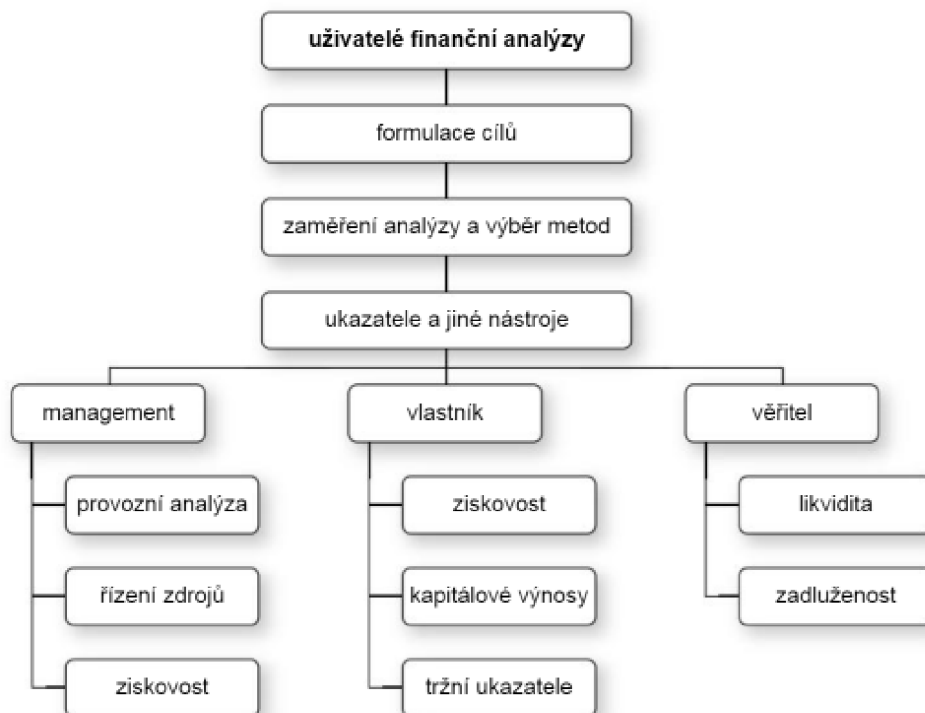 uživatelé finanční analýzy
formulace cílů
zaměření analýzy a výběr metod
ukazatele a jiné nástroje
management
vlastník
věřitel
provozní analýza
ziskovost
likvidita
řízení zdrojů
kapitálové výnosy
zadluženost
ziskovost
tržní ukazatele